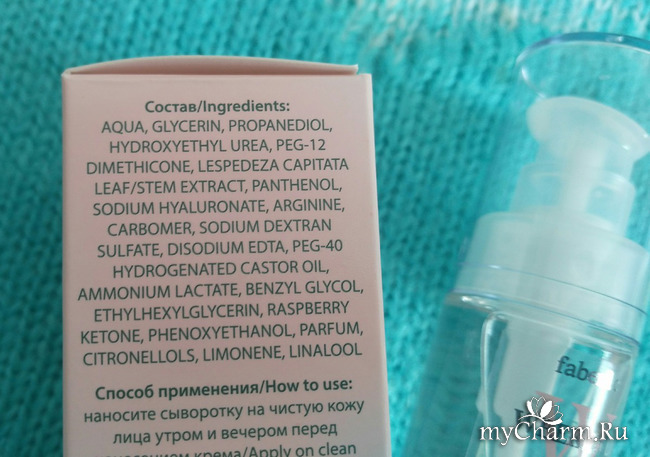 Состав/Ingredients:
AQUA, GLYCERIN, PROPANEDIOL,
HYDROXYETHYL UREA, PEG-12
DIMETHICONE, LESPEDEZA CAPITATA
LEAF/STEM EXTRACT, PANTHENOL,
SODIUM HYALURONATE, ARGININE,
CARBOMER, SODIUM DEXTRAN
SULFATE, DISODIUM EDTA, PEG-40
HYDROGENATED CASTOR OIL,
AMMONIUM LACTATE, BENZYL GLYCOL,
ETHYLHEXYLGLYCERIN, RASPBERRY
KETONE, PHENOXYETHANOL, PARFUM,
CITRONELLOLS, LIMONENE, LINALOOL
Способ применения/How to use:
наносите сыворотку на чистую кожу
лица утром и вечером перед
крема/Apply on clean
myCharm.Ru